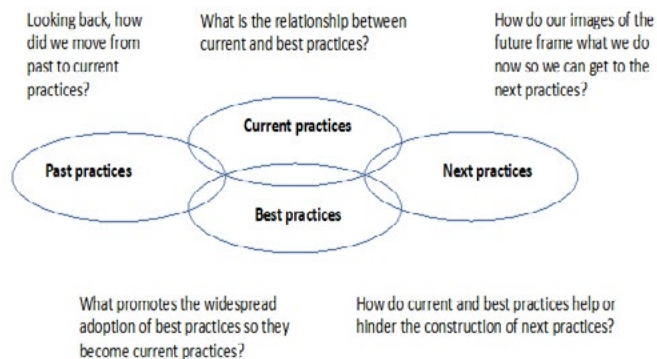 Looking back, how
did we move from
past to current
practices?
What is the relationship between
current and best practices?
How do our images of the
future frame what we do
now so we can get to the
next practices?
Current practices
Past practices
Next practices
Best practices
What promotes the widespread
adoption of best practices so they
become current practices?
How do current and best practices help or
hinder the construction of next practices?